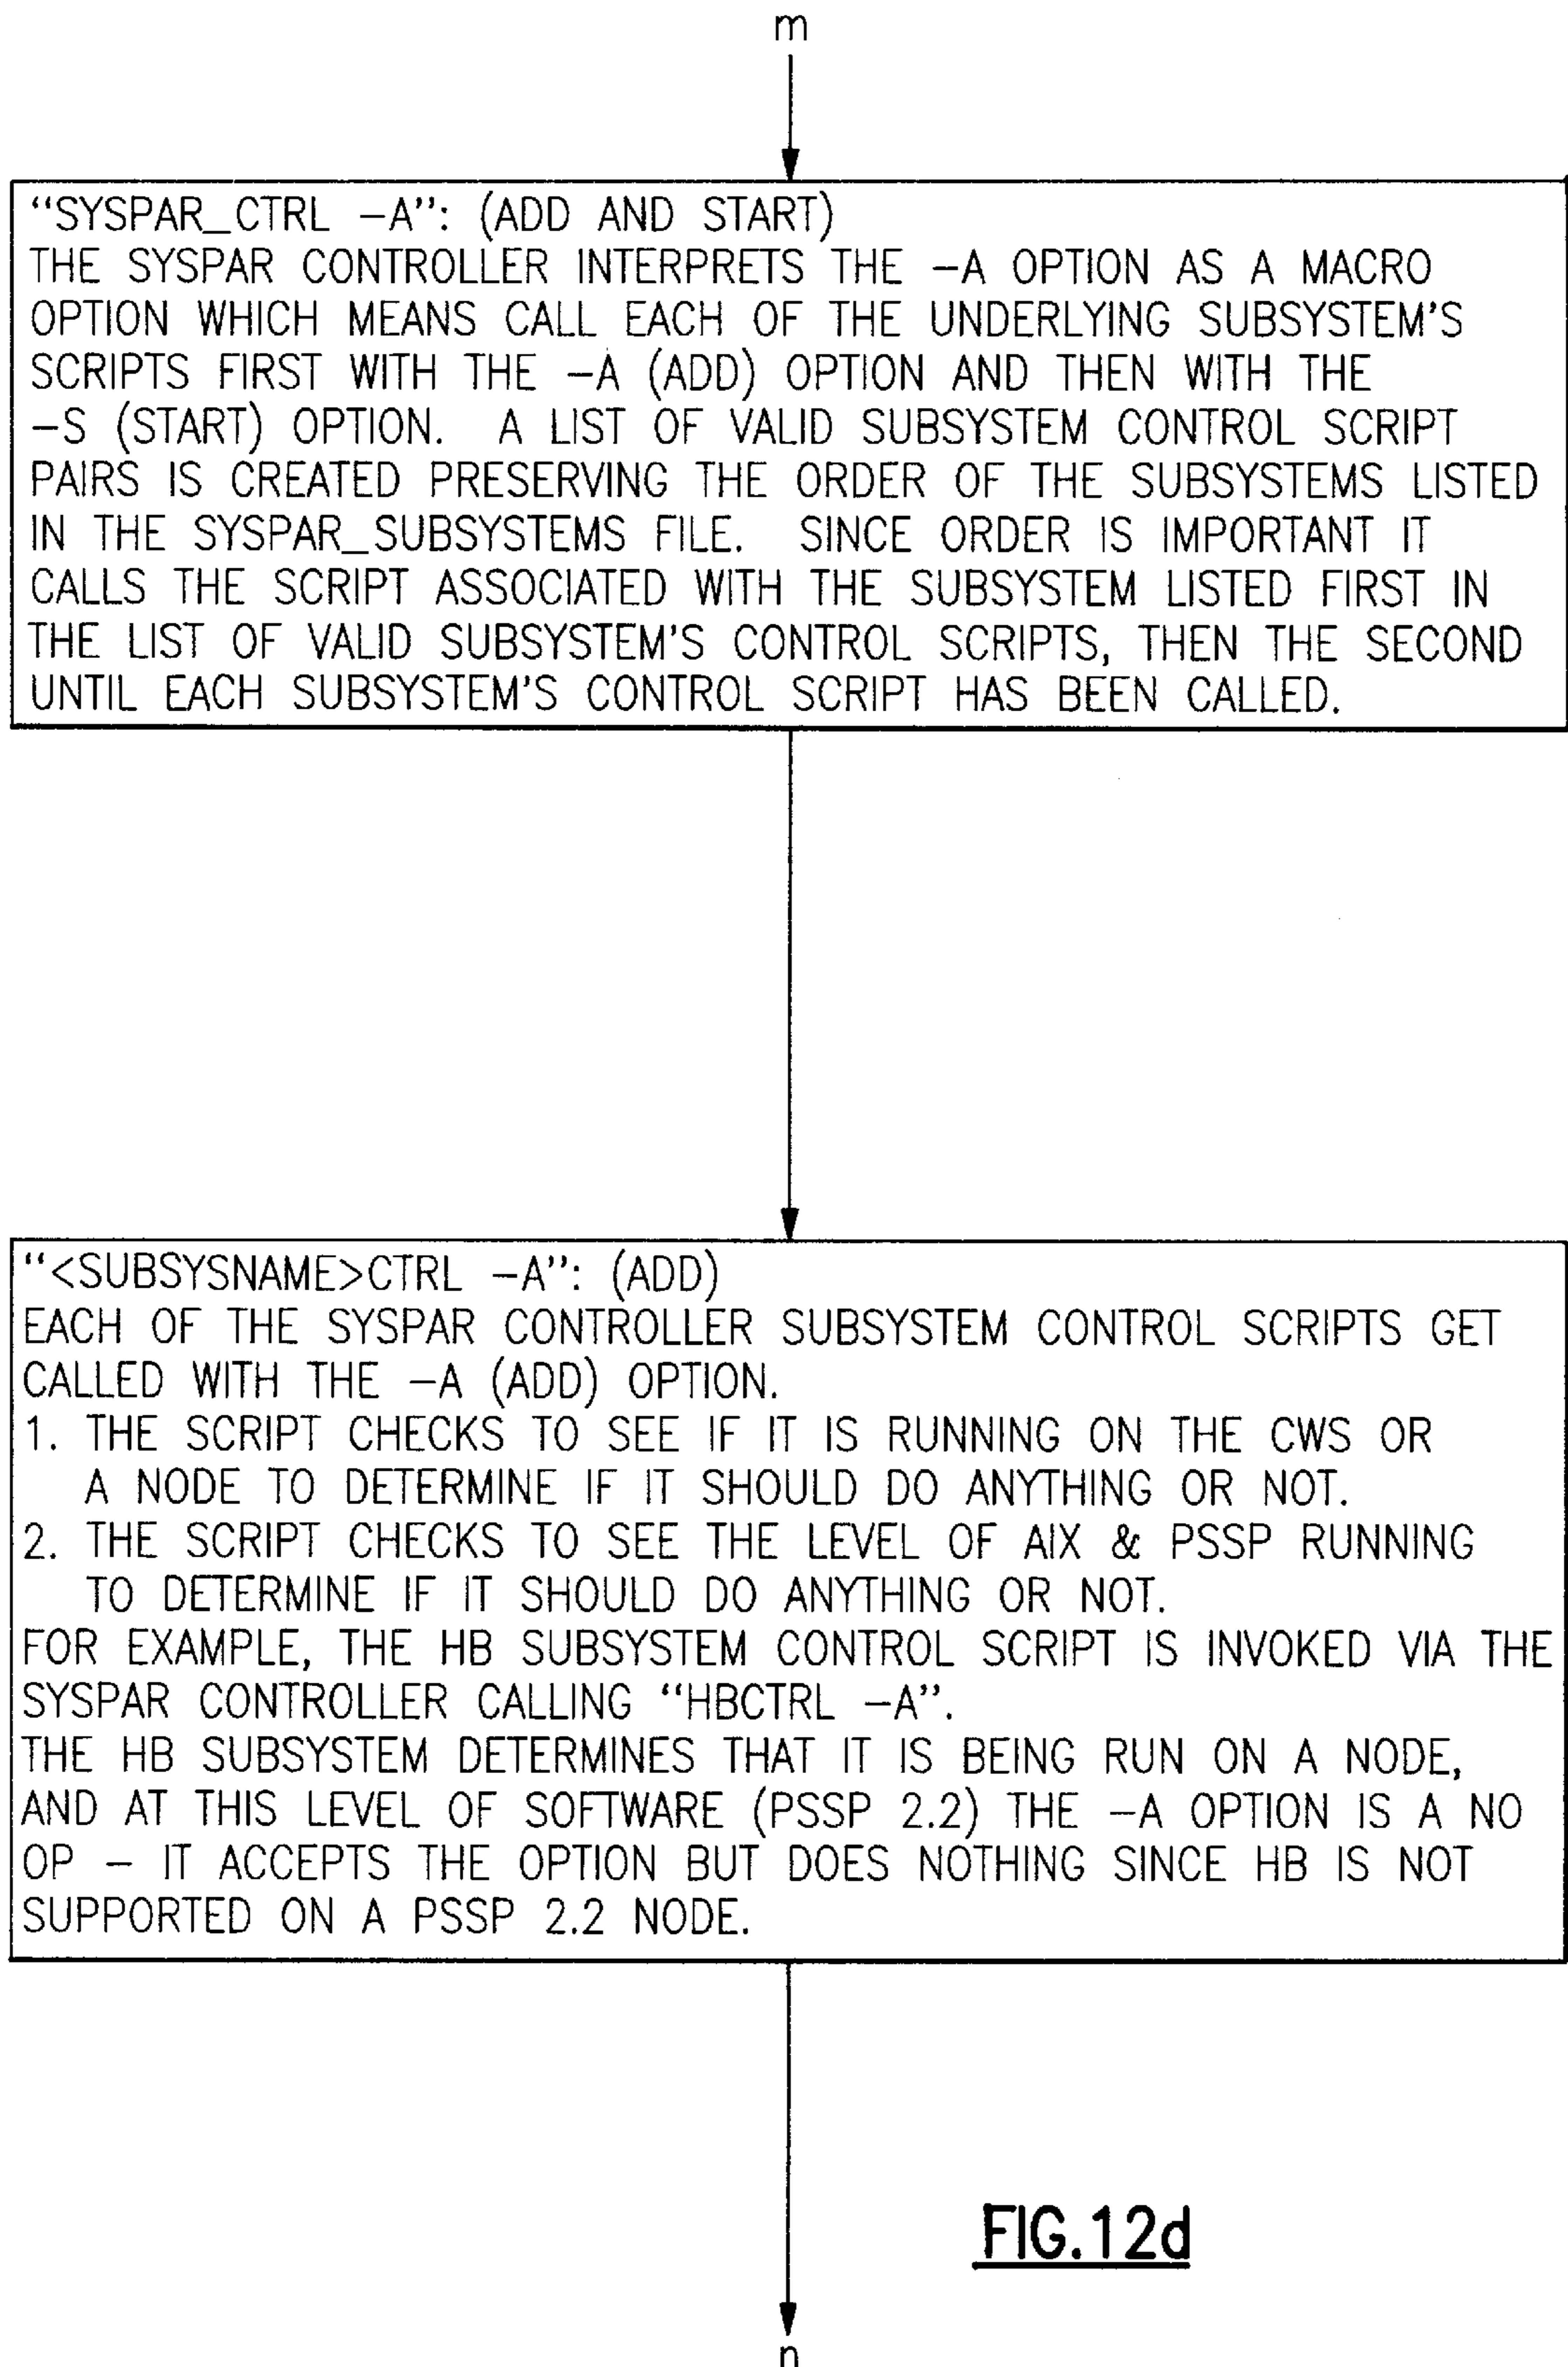 m
“SYSPAR_CTRL –A”: (ADD AND START)
THE SYSPAR CONTROLLER INTERPRETS THE –A OPTION AS A MACRO
OPTION WHICH MEANS CALL EACH OF THE UNDERLYING SUBSYSTEM'S
SCRIPTS FIRST WITH THE –A (ADD) OPTION AND THEN WITH THE
–S (START) OPTION. A LIST OF VALID SUBSYSTEM CONTROL SCRIPT
PAIRS IS CREATED PRESERVING THE ORDER OF THE SUBSYSTEMS LISTED
IN THE SYSPAR_SUBSYSTEMS FILE. SINCE ORDER IS IMPORTANT IT
CALLS THE SCRIPT ASSOCIATED WITH THE SUBSYSTEM LISTED FIRST IN
THE LIST OF VALID SUBSYSTEM'S CONTROL SCRIPTS, THEN THE SECOND
UNTIL EACH SUBSYSTEM'S CONTROL SCRIPT HAS BEEN CALLED.
“<SUBSYSNAME>CTRL –A”: (ADD)
EACH OF THE SYSPAR CONTROLLER SUBSYSTEM CONTROL SCRIPTS GET
CALLED WITH THE –A (ADD) OPTION.
1. THE SCRIPT CHECKS TO SEE IF IT IS RUNNING ON THE CWS OR
A NODE TO DETERMINE IF IT SHOULD DO ANYTHING OR NOT.
2. THE SCRIPT CHECKS TO SEE THE LEVEL OF AIX & PSSP RUNNING
TO DETERMINE IF IT SHOULD DO ANYTHING OR NOT.
FOR EXAMPLE, THE HB SUBSYSTEM CONTROL SCRIPT IS INVOKED VIA THE
SYSPAR CONTROLLER CALLING “HBCTRL –A”.
THE HB SUBSYSTEM DETERMINES THAT IT IS BEING RUN ON A NODE,
AND AT THIS LEVEL OF SOFTWARE (PSSP 2.2) THE –A OPTION IS A NO
OP – IT ACCEPTS THE OPTION BUT DOES NOTHING SINCE HB IS NOT
SUPPORTED ON A PSSP 2.2 NODE.
FIG.12d
n